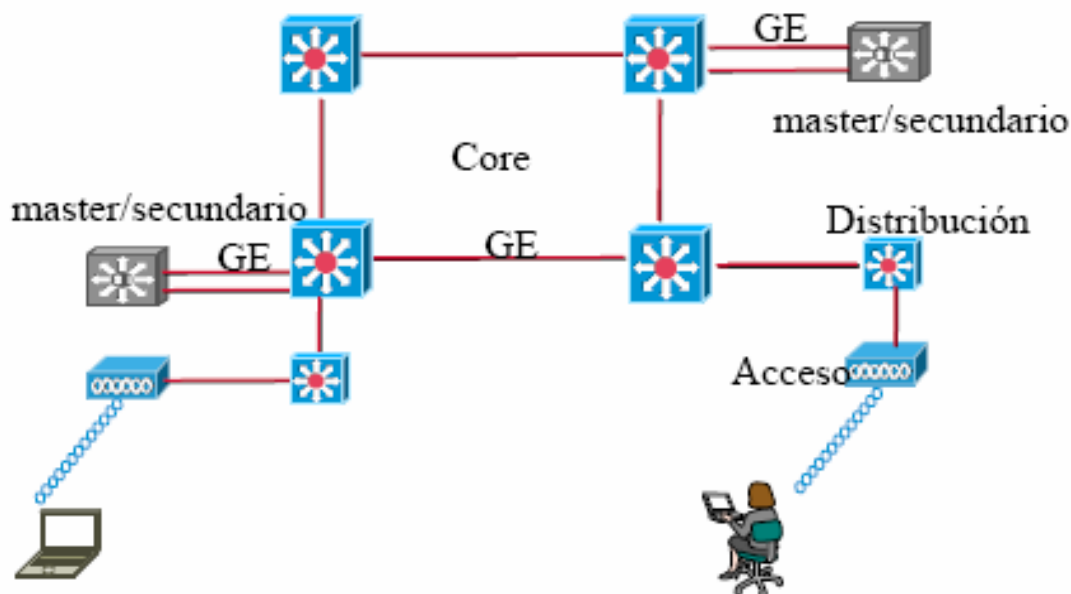 GE
master/secundario
Core
master/secundario
Distribución
GE
GE
Acceso